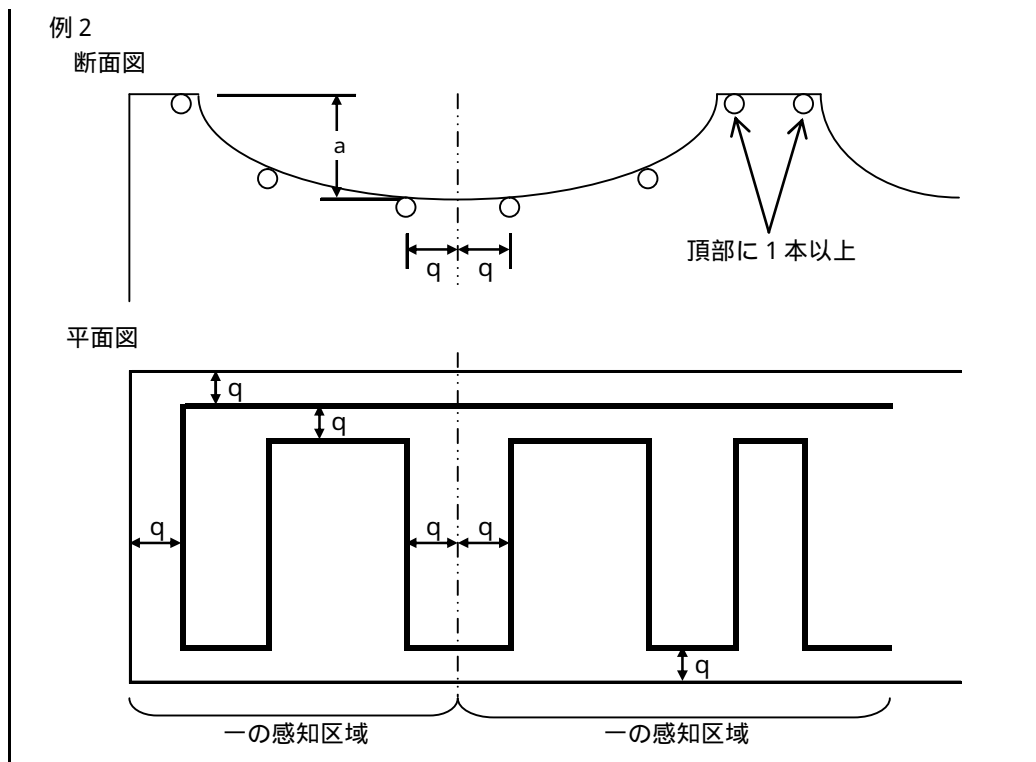 例2
断面図
a
q q
頂部に1本以上
平面図
q
q
q q q
q
一の感知区域 一の感知区域